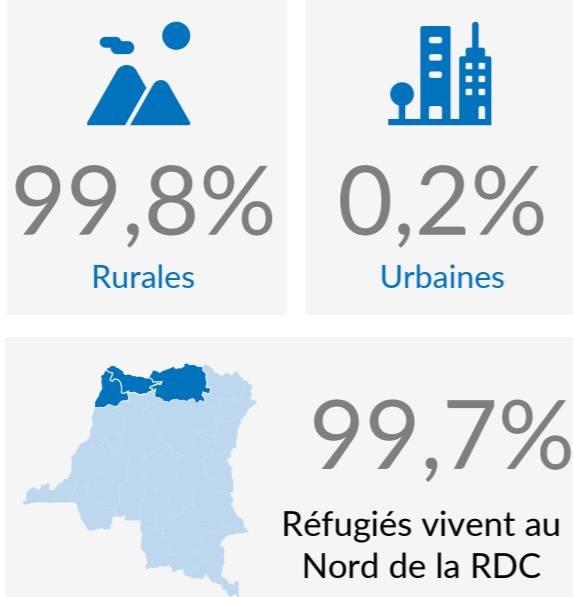 99,8%
Rurales
0,2%
Urbaines
99,7%
Réfugiés vivent au
Nord de la RDC